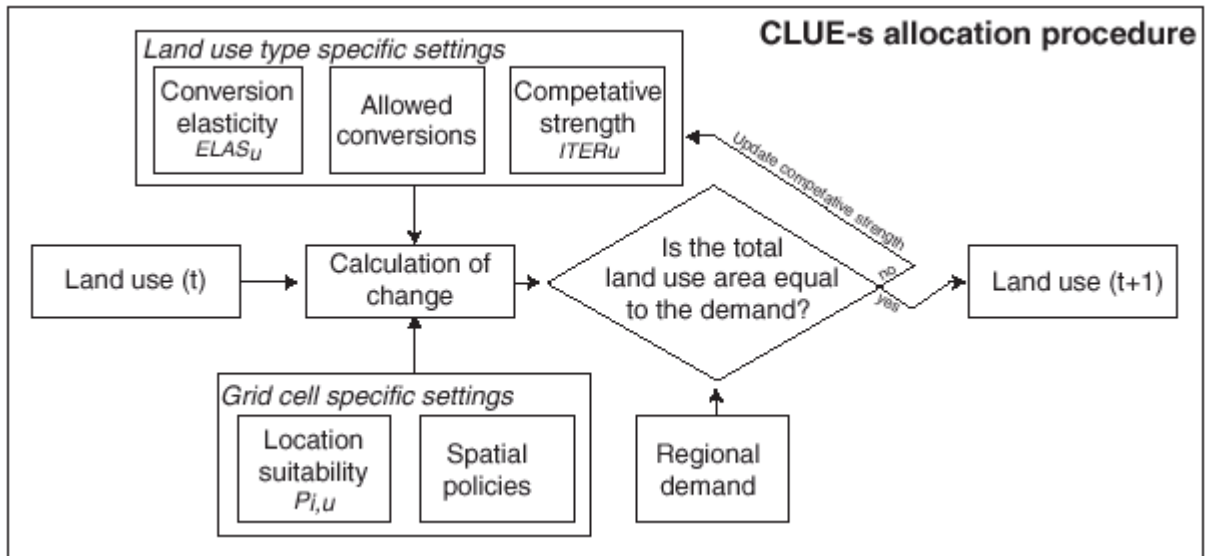 CLUE-s allocation procedure
Land use type specific settings
Conversion
elasticity
ELASu
Allowed
conversions
Competative
strength
ITERu
Update competative strength
Land use (t)
Calculation of
change
Is the total
land use area equal
to the demand?
no
yes
Land use (t+1)
Grid cell specific settings
Location
suitability
Pi,u
Spatial
policies
Regional
demand